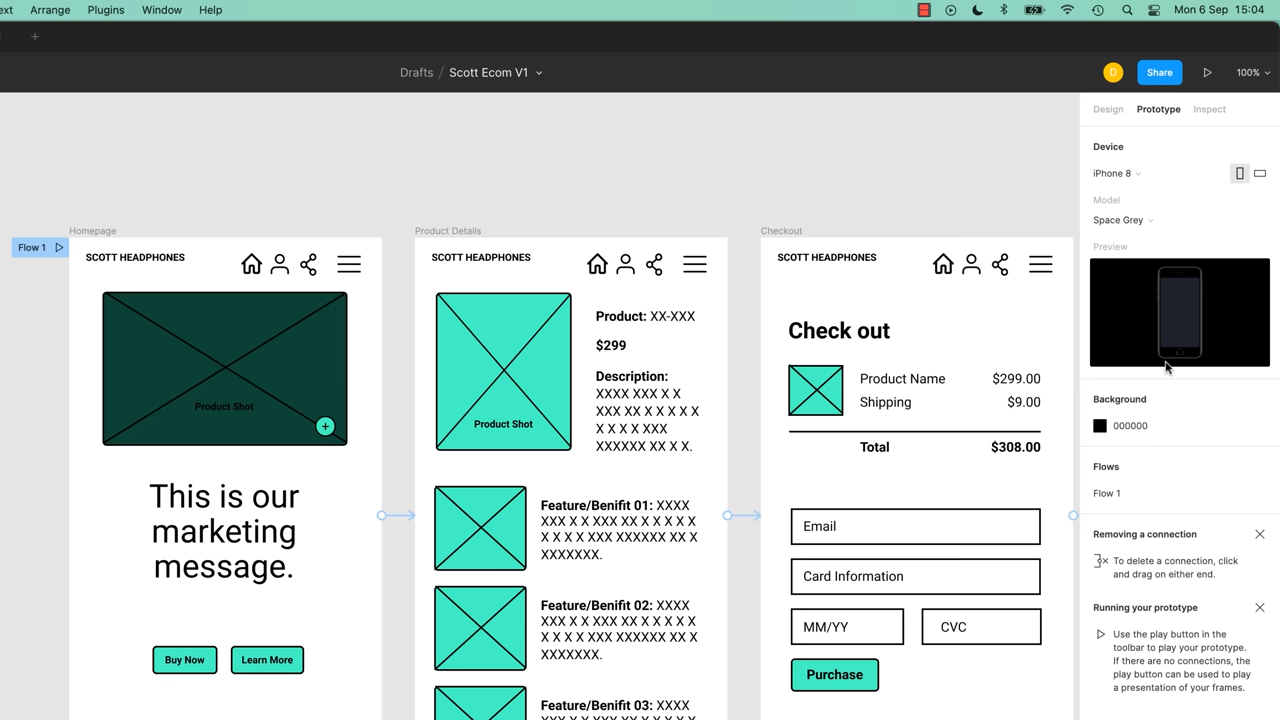 ext Arrange Plugins Window Help Mon 6 Sep 15:04
Drafts / Scott Ecom V1
D Share 100%
Design Prototype Inspect
Device
iPhone 8
Model
Space Grey
Preview
Background
000000
Flows
Flow 1
Removing a connection
To delete a connection, click
and drag on either end.
Running your prototype
Use the play button in the
toolbar to play your prototype.
If there are no connections, the
play button can be used to play
a presentation of your frames.
Flow 1
Homepage
SCOTT HEADPHONES
Product Shot
This is our
marketing
message.
Buy Now Learn More
Product Details
SCOTT HEADPHONES
Product Shot
Product: XX-XXX
$299
Description:
XXXX XXX X X
XXX XX X X X X X
X X X X XXX
XXXXXX XX X X.
Feature/Benifit 01: XXXX
XXX X X XXX XX X X X X X
X X X X XXX XXXXXX XX X
XXXXXXX.
Feature/Benifit 02: XXXX
XXX X X XXX XX X X X X X
X X X X XXX XXXXXX XX X
XXXXXXX.
Feature/Benifit 03: XXXX
Checkout
SCOTT HEADPHONES
Check out
Product Name $299.00
Shipping $9.00
Total $308.00
Email
Card Information
MM/YY CVC
Purchase